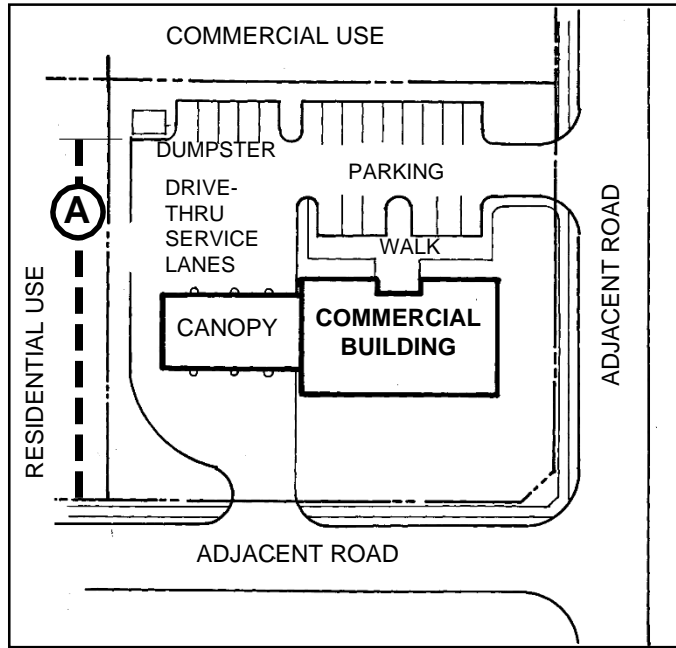 COMMERCIAL USE
DUMPSTER
PARKING
DRIVE-
THRU
SERVICE
LANES
A
WALK
CANOPY
COMMERCIAL
BUILDING
RESIDENTIAL USE
ADJACENT ROAD
ADJACENT ROAD